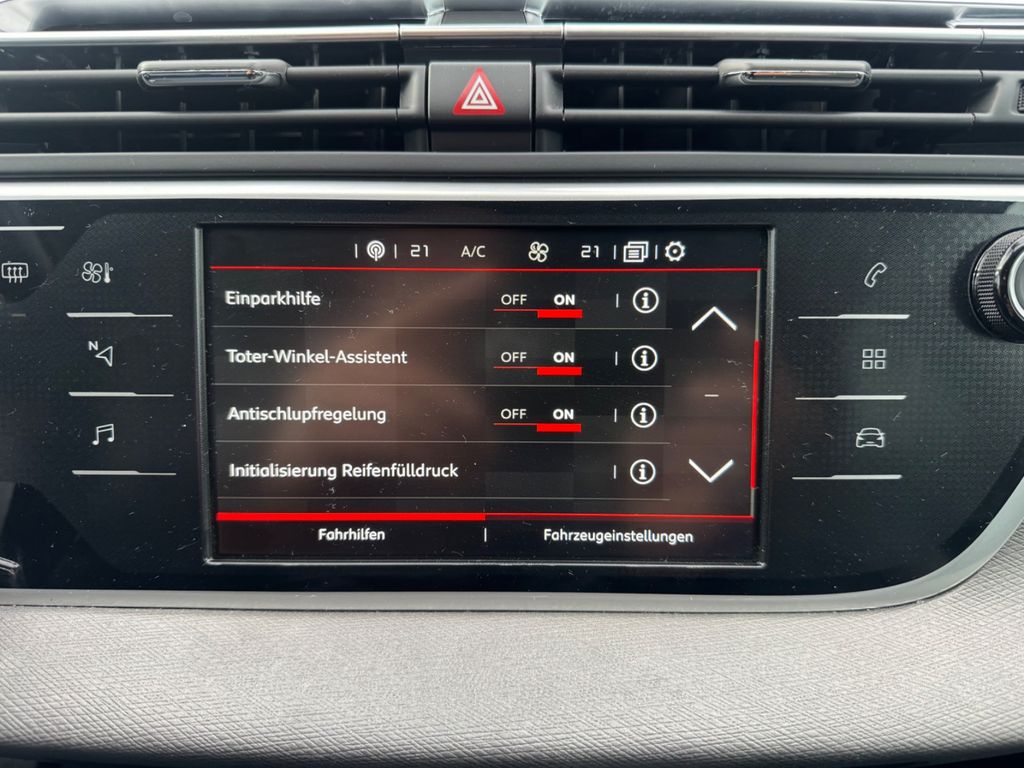 21 A/C 21
Einparkhilfe OFF ON
N
Toter-Winkel-Assistent OFF ON
Antischlupfregelung OFF ON
Initialisierung Reifenfülldruck
Fahrhilfen | Fahrzeugeinstellungen